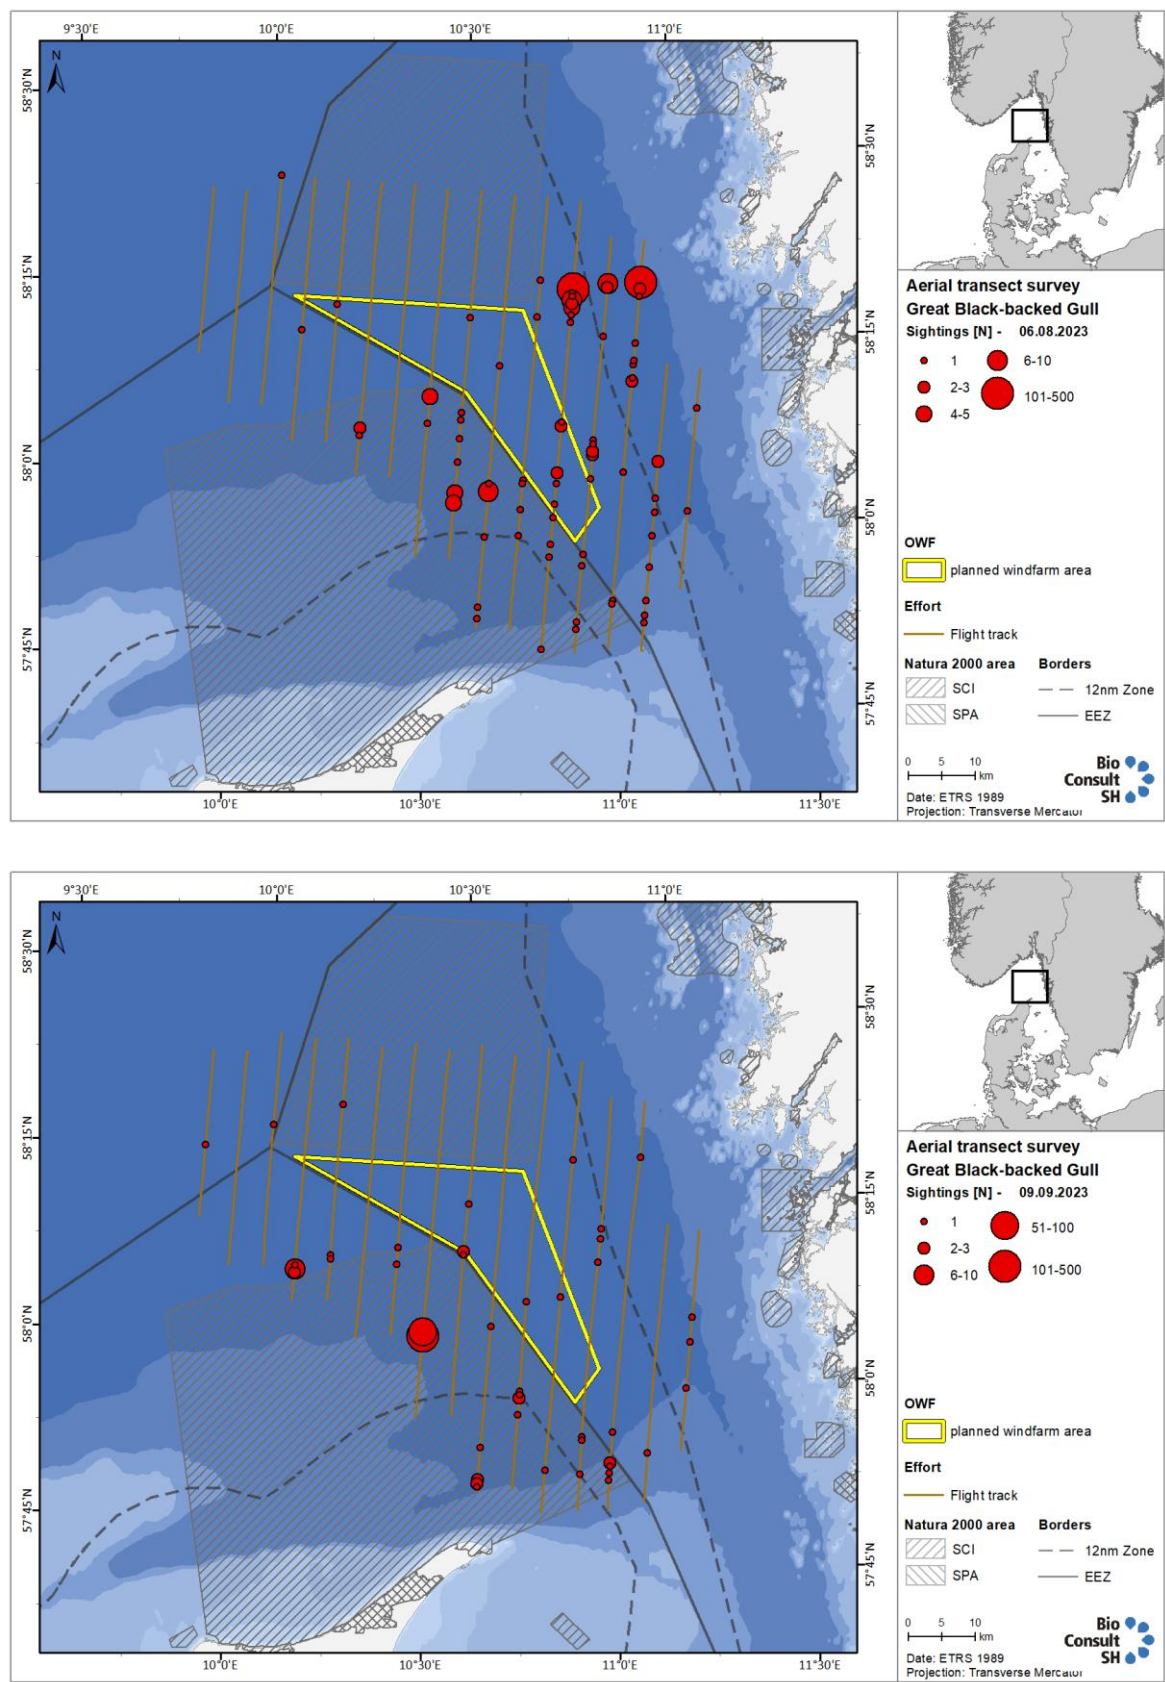 9°30'E 10°0'E 10°30'E 11°0'E
N
58°30'N
58°15'N
58°0'N
57°45'N
58°30'N
58°15'N
58°0'N
57°45'N
10°0'E 10°30'E 11°0'E 11°30'E
Aerial transect survey
Great Black-backed Gull
Sightings [N] - 06.08.2023
1 6-10
2-3 101-500
4-5
OWF
planned windfarm area
Effort
Flight track
Natura 2000 area Borders
SCI 12nm Zone
SPA EEZ
0 5 10
km
Bio
Consult
SH
Date: ETRS 1989
Projection: Transverse Mercator
9°30'E 10°0'E 10°30'E 11°0'E
N
58°30'N
58°15'N
58°0'N
57°45'N
58°30'N
58°15'N
58°0'N
57°45'N
10°0'E 10°30'E 11°0'E 11°30'E
Aerial transect survey
Great Black-backed Gull
Sightings [N] - 09.09.2023
1 51-100
2-3
6-10 101-500
OWF
planned windfarm area
Effort
Flight track
Natura 2000 area Borders
SCI 12nm Zone
SPA EEZ
0 5 10
km
Bio
Consult
SH
Date: ETRS 1989
Projection: Transverse Mercator